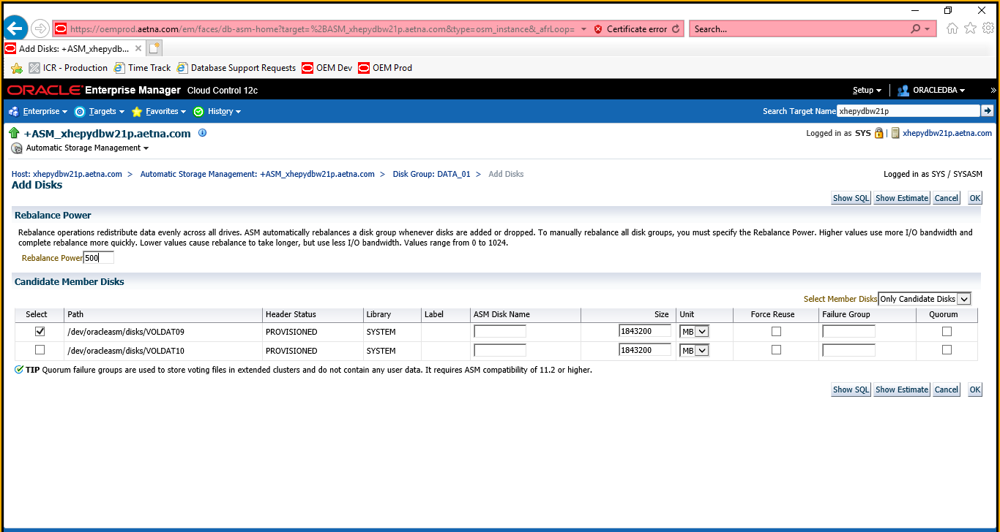 https://oemprod.aetna.com/em/faces/db-asm-home?target=%2BASM_xhepydbw21p.aetna.com&type=osm_instance&_afrLoop= Certificate error Search...
Add Disks: +ASM_xhepydb...
ICR - Production Time Track Database Support Requests OEM Dev OEM Prod
ORACLE Enterprise Manager Cloud Control 12c Setup ORACLEDBA »
Enterprise Targets Favorites History Search Target Name xhepydbw21p
+ASM_xhepydbw21p.aetna.com Logged in as SYS xhepydbw21p.aetna.com
Automatic Storage Management
Host: xhepydbw21p.aetna.com > Automatic Storage Management: +ASM_xhepydbw21p.aetna.com > Disk Group: DATA_01 > Add Disks Logged in as SYS / SYSASM
Add Disks
Show SQL Show Estimate Cancel OK
Rebalance Power
Rebalance operations redistribute data evenly across all drives. ASM automatically rebalances a disk group whenever disks are added or dropped. To manually rebalance all disk groups, you must specify the Rebalance Power. Higher values use more I/O bandwidth and
complete rebalance more quickly. Lower values cause rebalance to take longer, but use less I/O bandwidth. Values range from 0 to 1024.
Rebalance Power 500
Candidate Member Disks
Select Member Disks Only Candidate Disks
Select Path Header Status Library Label ASM Disk Name Size Unit Force Reuse Failure Group Quorum
/dev/oracleasm/disks/VOLDAT09 PROVISIONED SYSTEM 1843200 MB
/dev/oracleasm/disks/VOLDAT10 PROVISIONED SYSTEM 1843200 MB
TIP Quorum failure groups are used to store voting files in extended clusters and do not contain any user data. It requires ASM compatibility of 11.2 or higher.
Show SQL Show Estimate Cancel OK